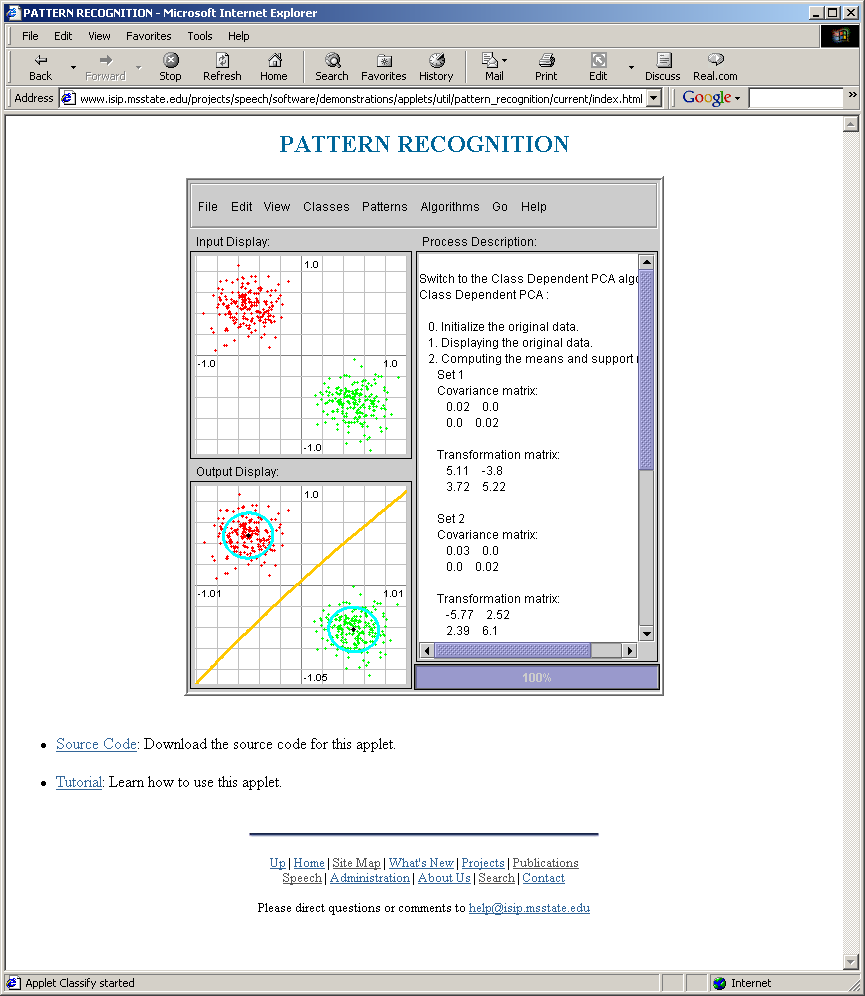 PATTERN RECOGNITION - Microsoft Internet Explorer
File Edit View Favorites Tools Help
Back Forward Stop Refresh Home Search Favorites History Mail Print Edit Discuss Real.com
Address www.isip.msstate.edu/projects/speech/software/demonstrations/applets/util/pattern_recognition/current/index.html Google »
PATTERN RECOGNITION
File Edit View Classes Patterns Algorithms Go Help
Input Display:
1.0
-1.0 1.0
-1.0
Output Display:
1.0
-1.01 1.01
-1.05
Process Description:
Switch to the Class Dependent PCA algo
Class Dependent PCA :
0. Initialize the original data.
1. Displaying the original data.
2. Computing the means and support
Set 1
Covariance matrix:
0.02 0.0
0.0 0.02
Transformation matrix:
5.11 -3.8
3.72 5.22
Set 2
Covariance matrix:
0.03 0.0
0.0 0.02
Transformation matrix:
-5.77 2.52
2.39 6.1
100%
• Source Code: Download the source code for this applet.
• Tutorial: Learn how to use this applet.
Up | Home | Site Map | What's New | Projects | Publications
Speech | Administration | About Us | Search | Contact
Please direct questions or comments to help@isip.msstate.edu
Applet Classify started Internet